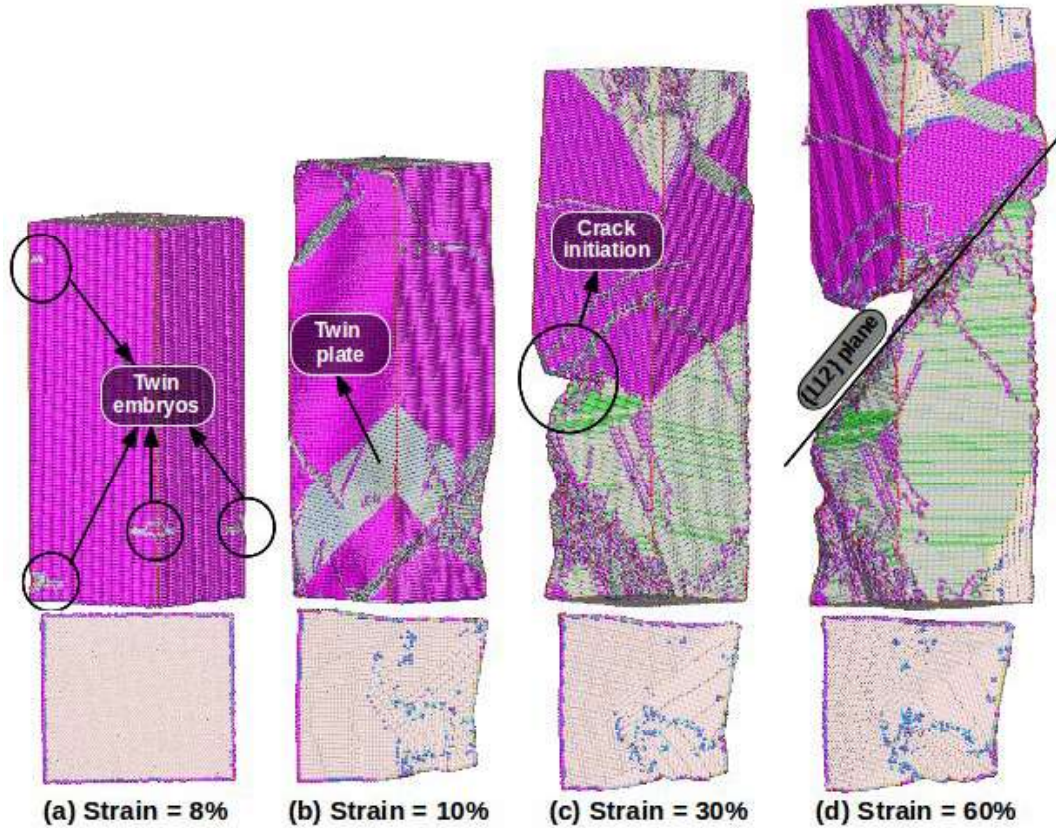 Twin
embryos
Twin
plate
Crack
initiation
{112} plane
(a) Strain = 8%
(b) Strain = 10%
(c) Strain = 30%
(d) Strain = 60%